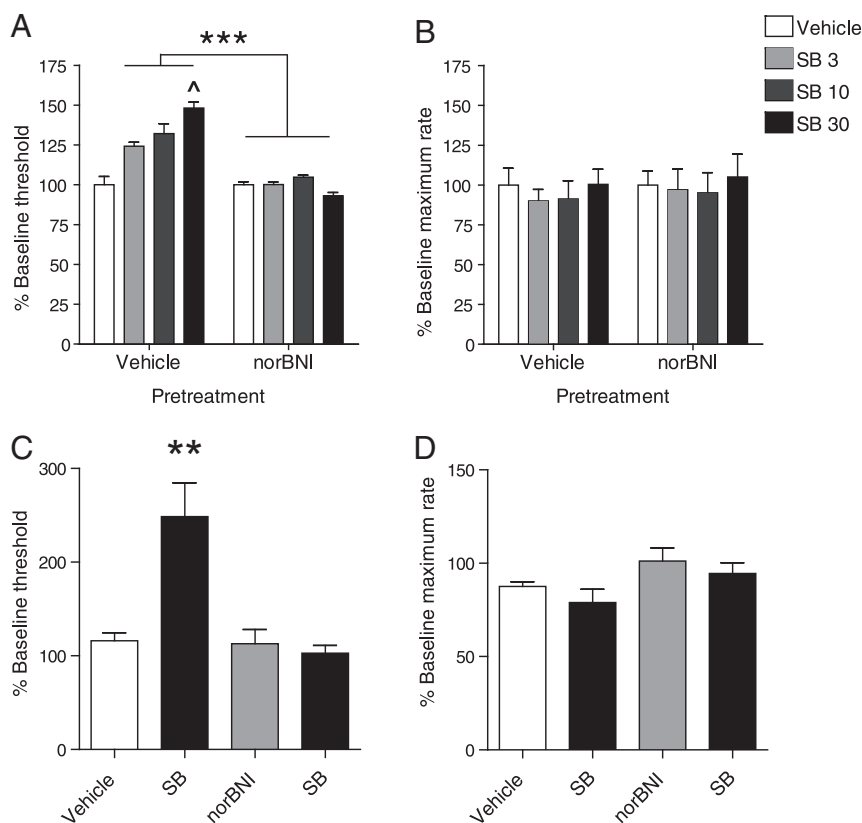 A
***
^
% Baseline threshold
175
150
125
100
75
50
25
0
Vehicle
norBNI
Pretreatment
B
% Baseline maximum rate
175
150
125
100
75
50
25
0
Vehicle
norBNI
Pretreatment
Vehicle
SB 3
SB 10
SB 30
C
**
% Baseline threshold
300
200
100
0
Vehicle
SB
norBNI
SB
D
% Baseline maximum rate
150
100
50
0
Vehicle
SB
norBNI
SB